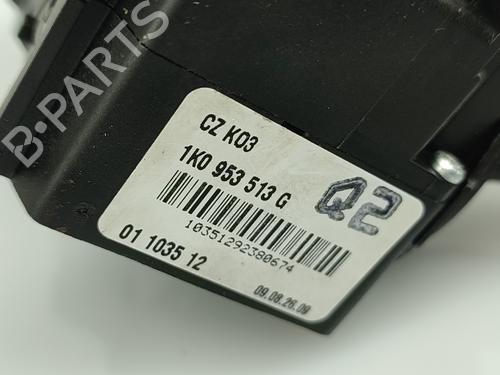 B-PARTS
CZ K03
1K0 953 513 G
Q2
10351292380674
01 1035 12
09.08.26.09